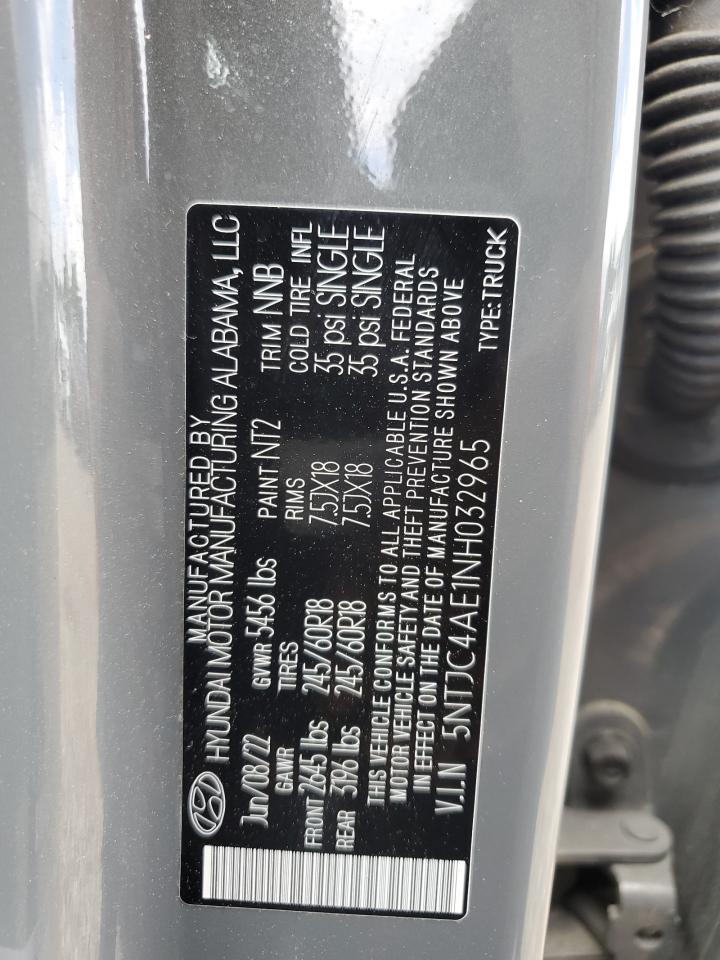 MANUFACTURED BY
HYUNDAI MOTOR MANUFACTURING ALABAMA, LLC
Jun/08/22 GVWR 5456 lbs PAINT NT2 TRIM NNB
GAWR TIRES RIMS COLD TIRE INFL
FRONT 2645 lbs 245/60R18 7.5JX18 35 psi SINGLE
REAR 3196 lbs 245/60R18 7.5JX18 35 psi SINGLE
THIS VEHICLE CONFORMS TO ALL APPLICABLE U.S.A. FEDERAL
MOTOR VEHICLE SAFETY AND THEFT PREVENTION STANDARDS
IN EFFECT ON THE DATE OF MANUFACTURE SHOWN ABOVE
V.I.N 5NTJC4AE1NH032965
TYPE:TRUCK